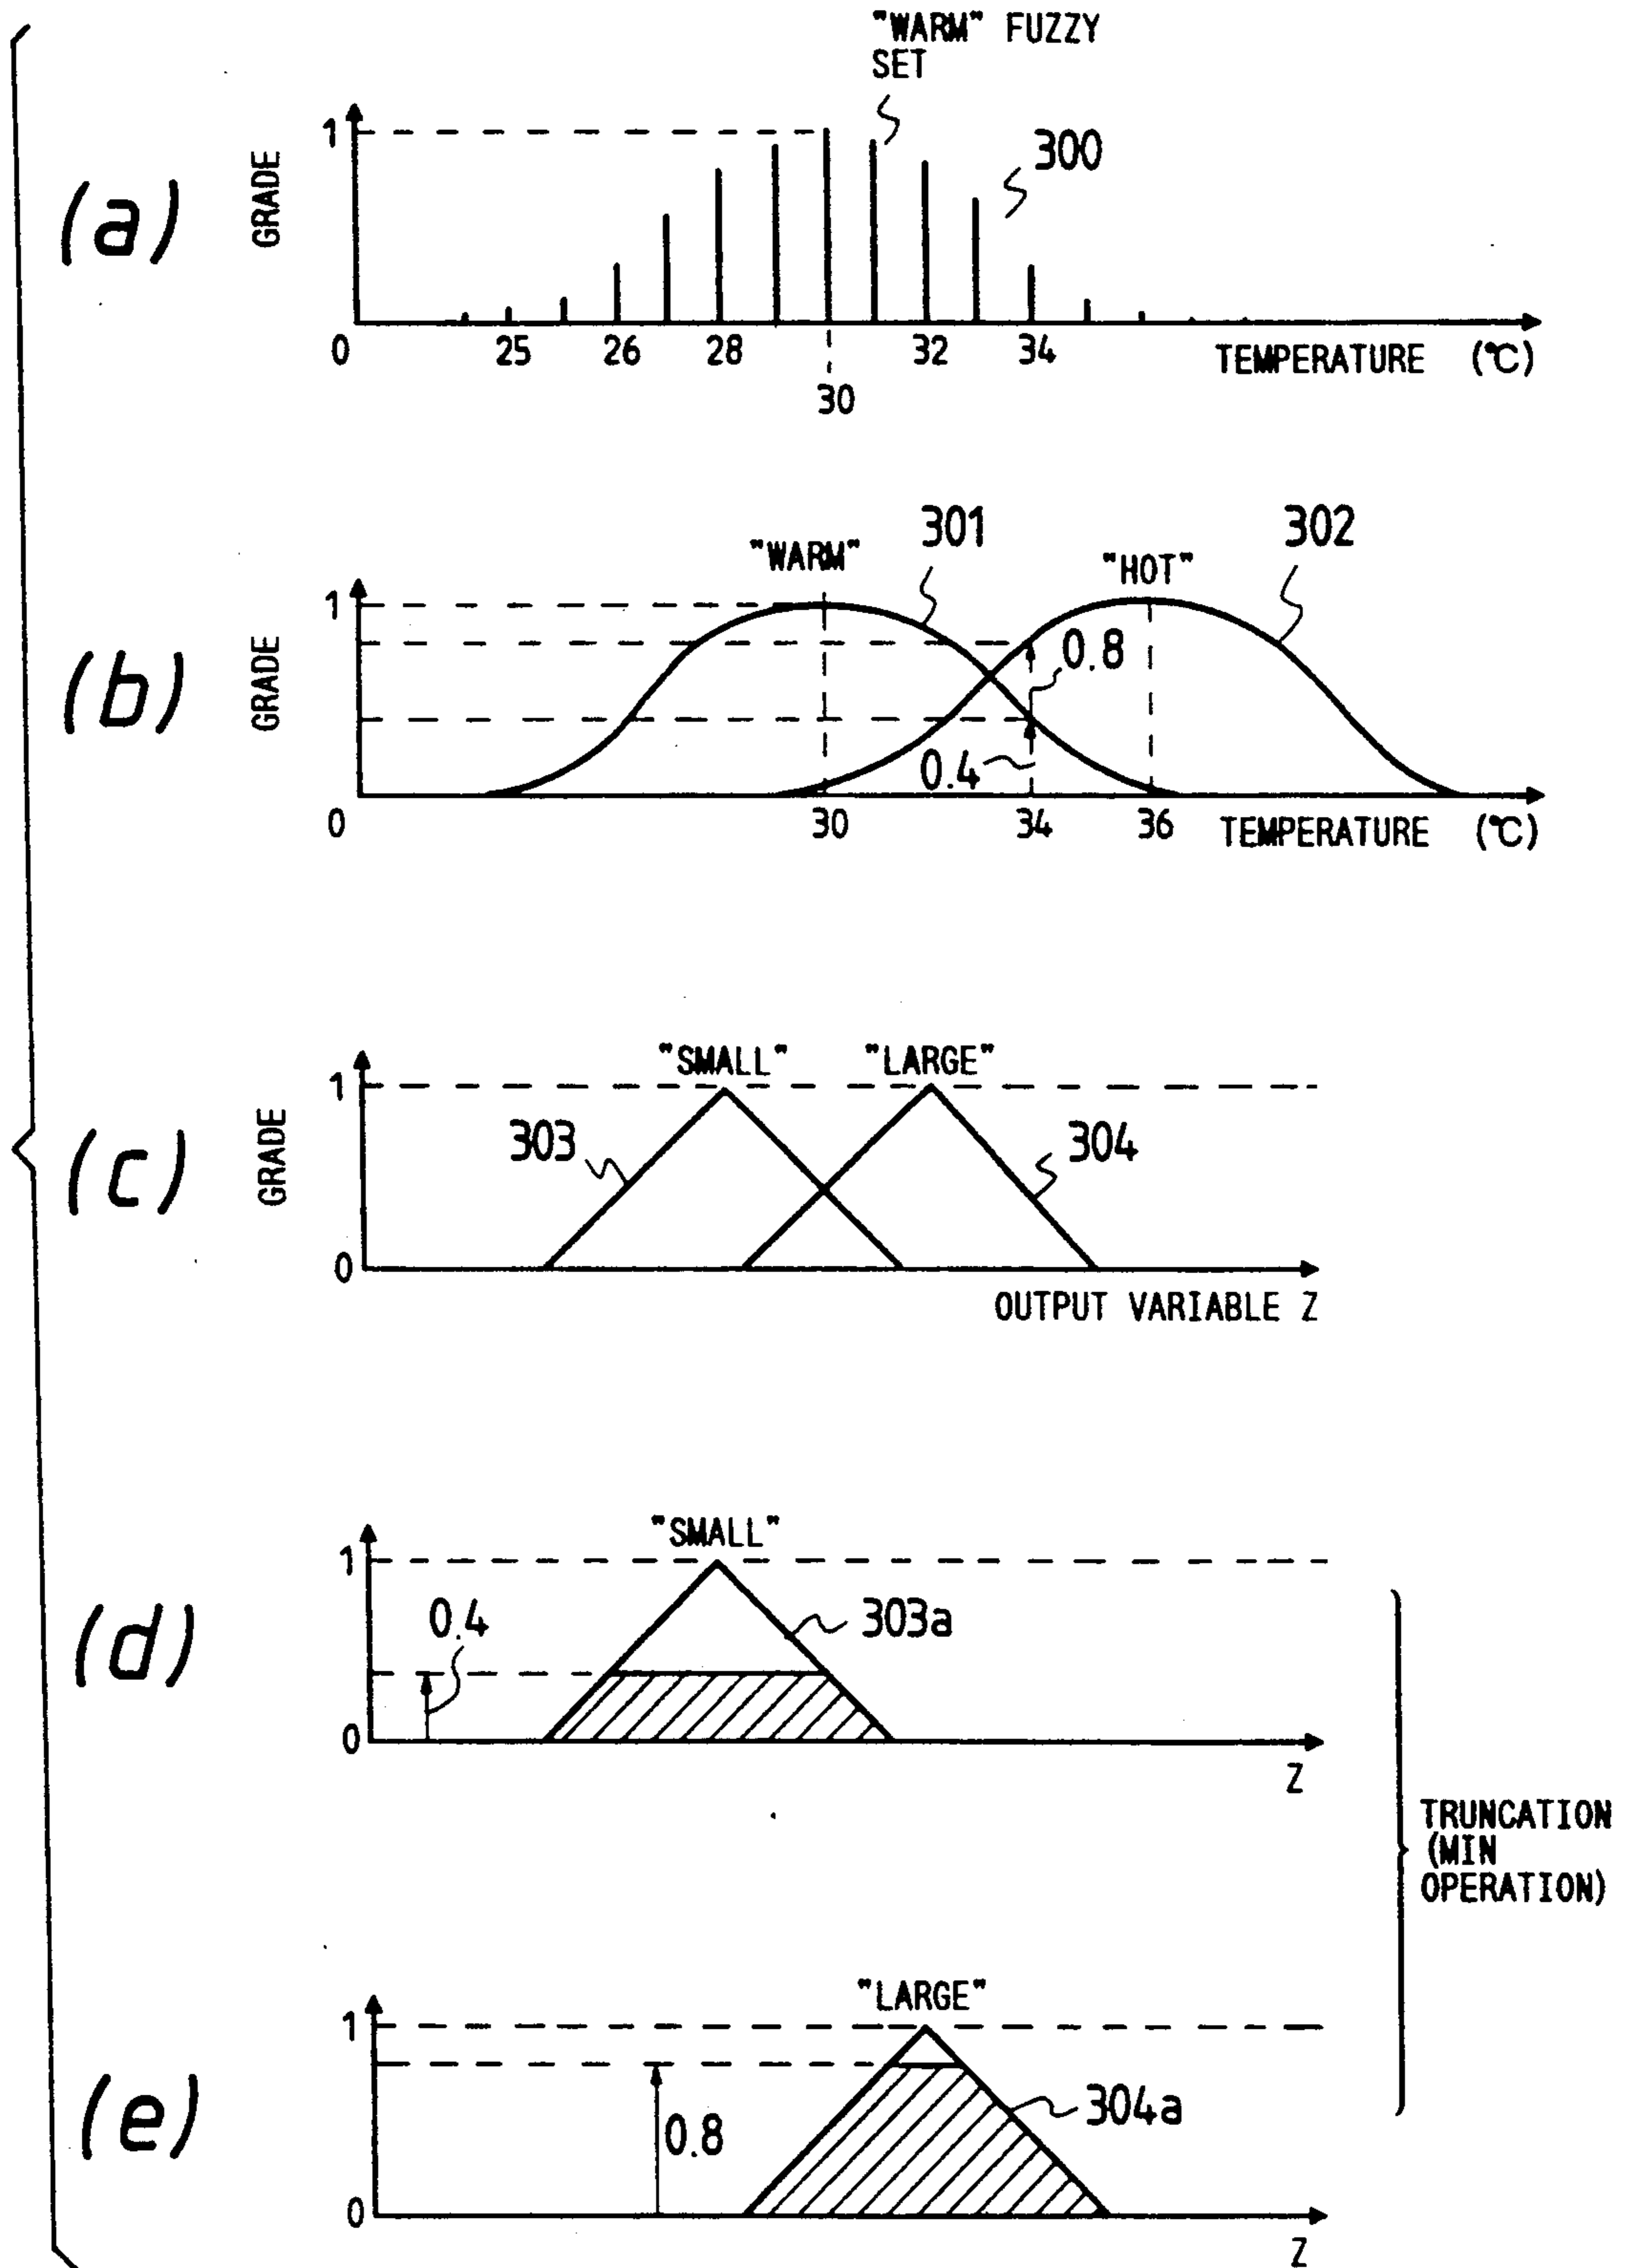 "WARM" FUZZY
SET
(a)
GRADE
1
300
0
25
26
28
30
32
34
TEMPERATURE (°C)
(b)
GRADE
"WARM"
301
"HOT"
302
1
0.8
0.4
0
30
34
36
TEMPERATURE (°C)
(c)
GRADE
"SMALL"
"LARGE"
1
303
304
0
OUTPUT VARIABLE Z
(d)
"SMALL"
1
0.4
303a
0
Z
TRUNCATION
(MIN
OPERATION)
(e)
"LARGE"
1
0.8
304a
0
Z